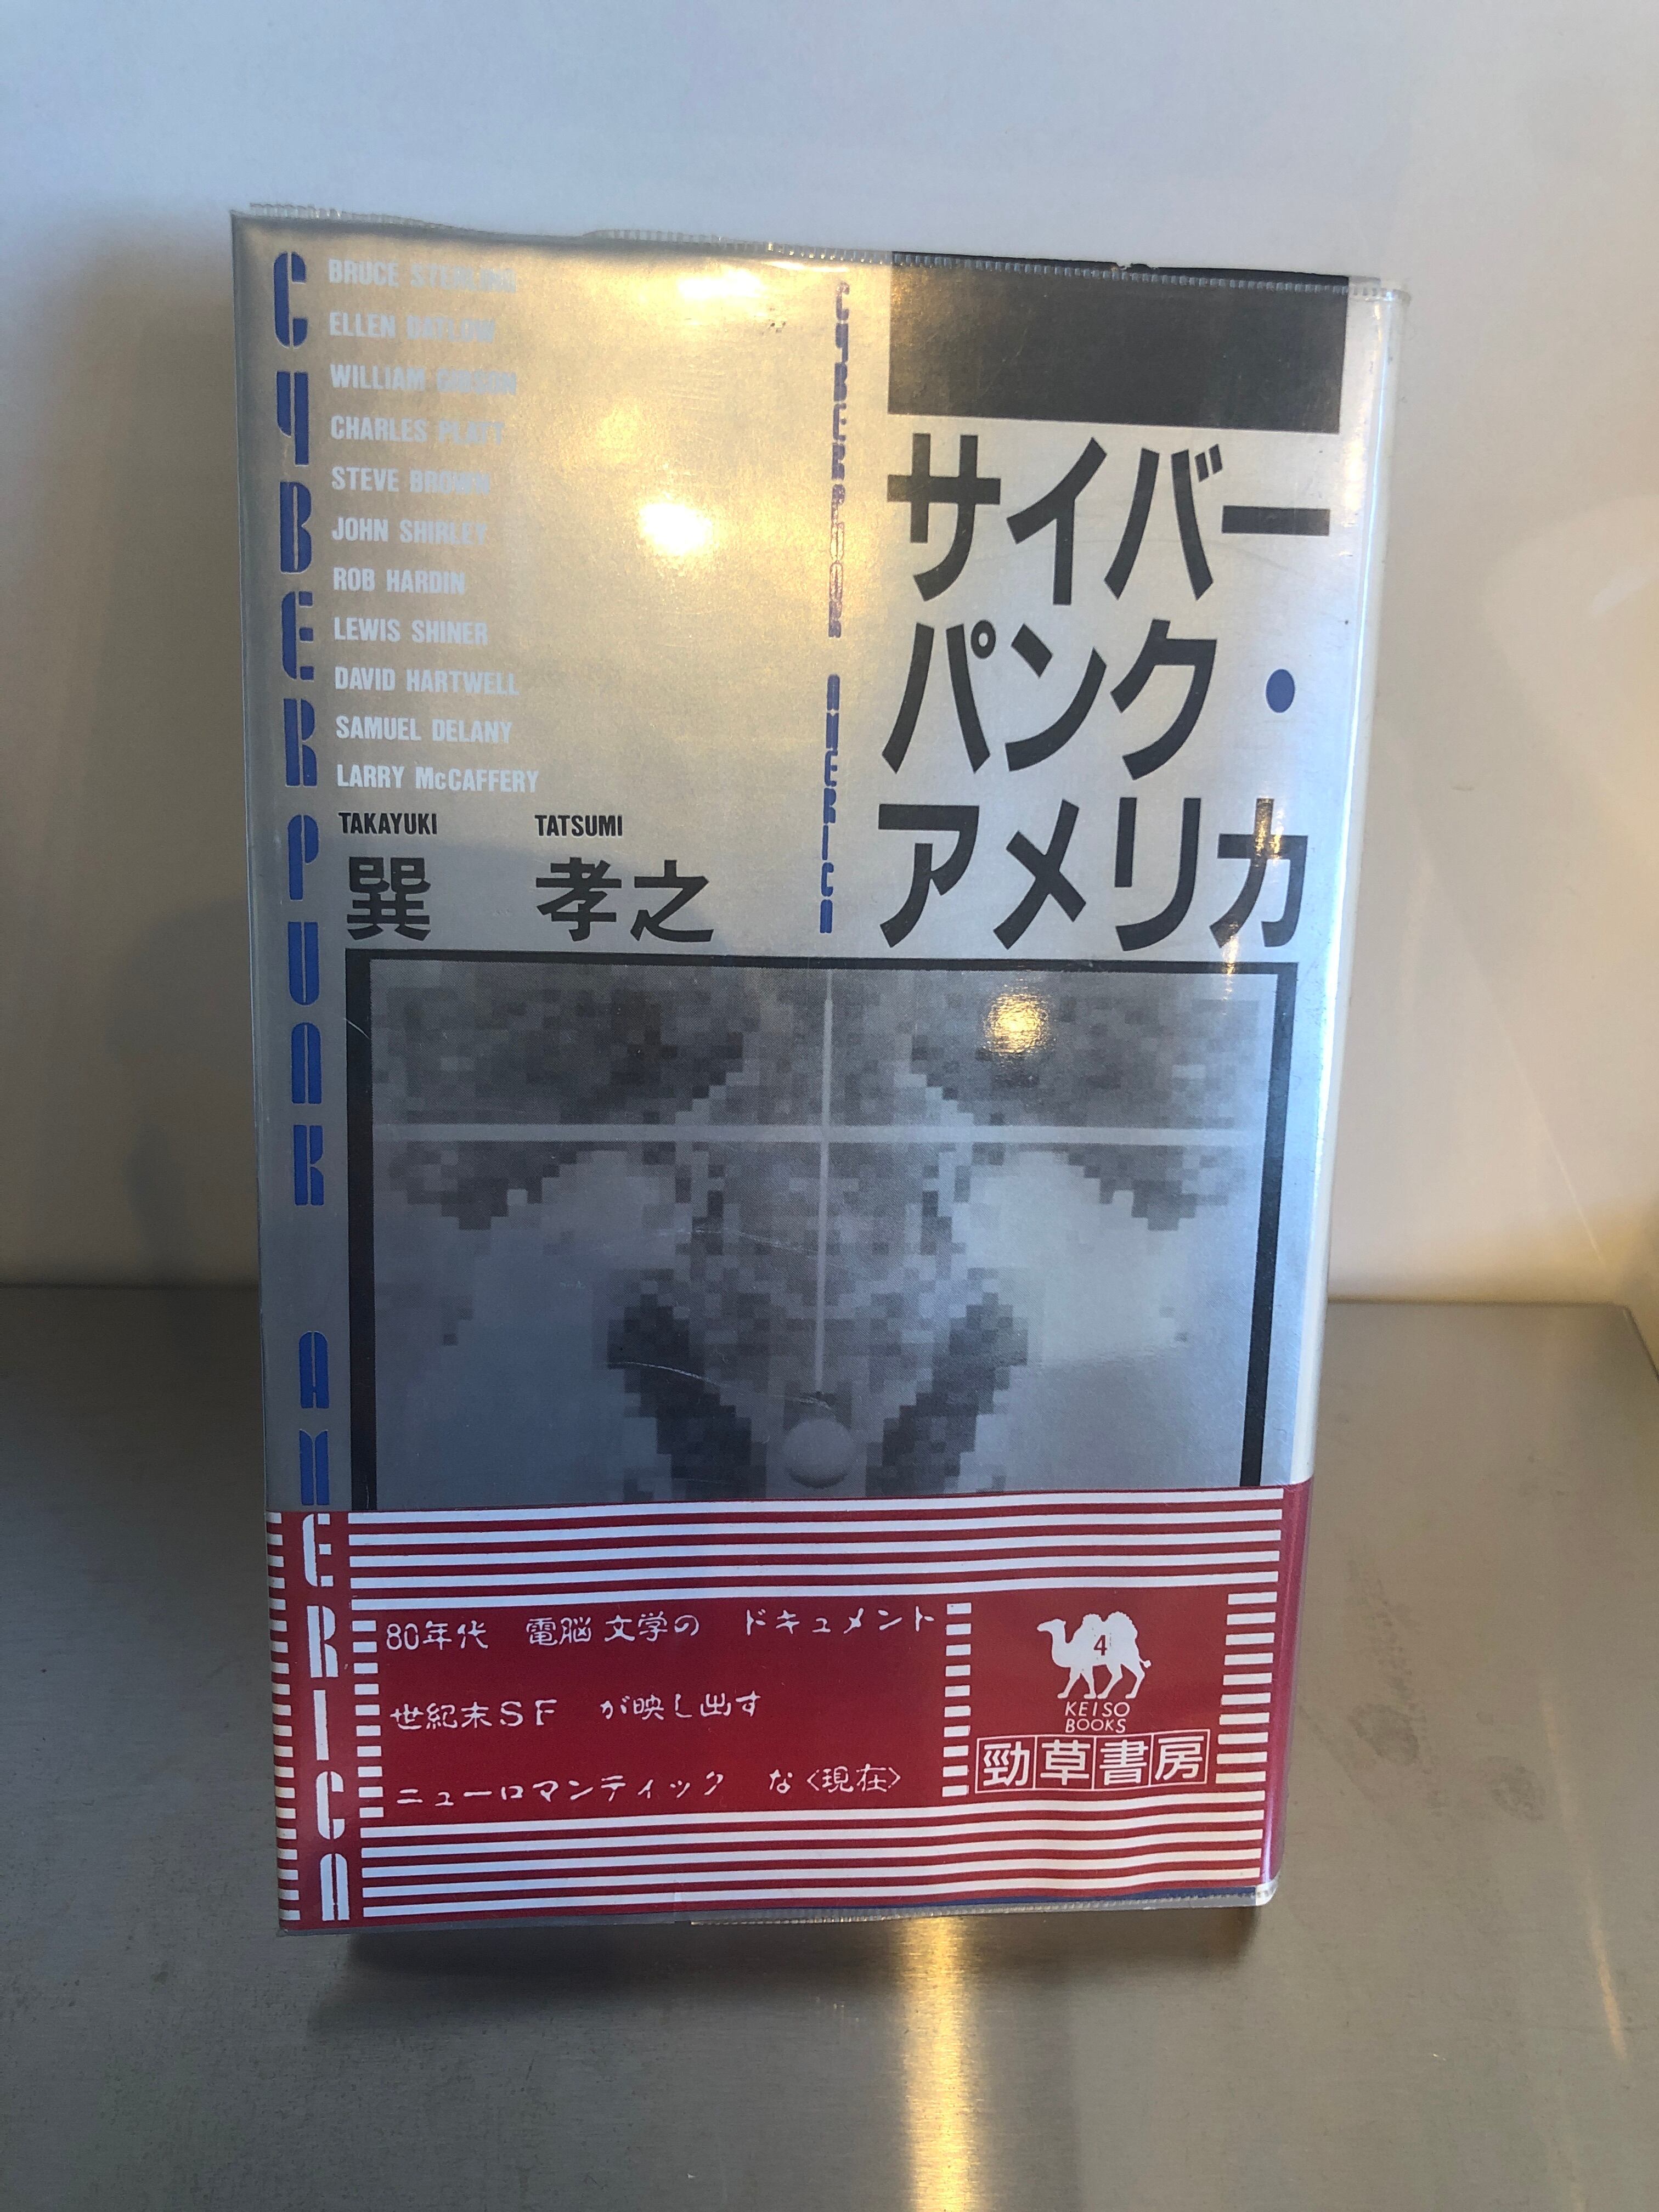 CYBERPUNK AMERICA
BRUCE STERLING
ELLEN DATLOW
WILLIAM GIBSON
CHARLES PLATT
STEVE BROWN
JOHN SHIRLEY
ROB HARDIN
LEWIS SHINER
DAVID HARTWELL
SAMUEL DELANY
LARRY McCAFFERY
TAKAYUKI TATSUMI
巽 孝之
CYBERPUNK AMERICA
サイバー
パンク・
アメリカ
80年代 電脳文学の ドキュメント
世紀末SF が映し出す
ニューロマンティック な〈現在〉
4
KEISO
BOOKS
勁草書房